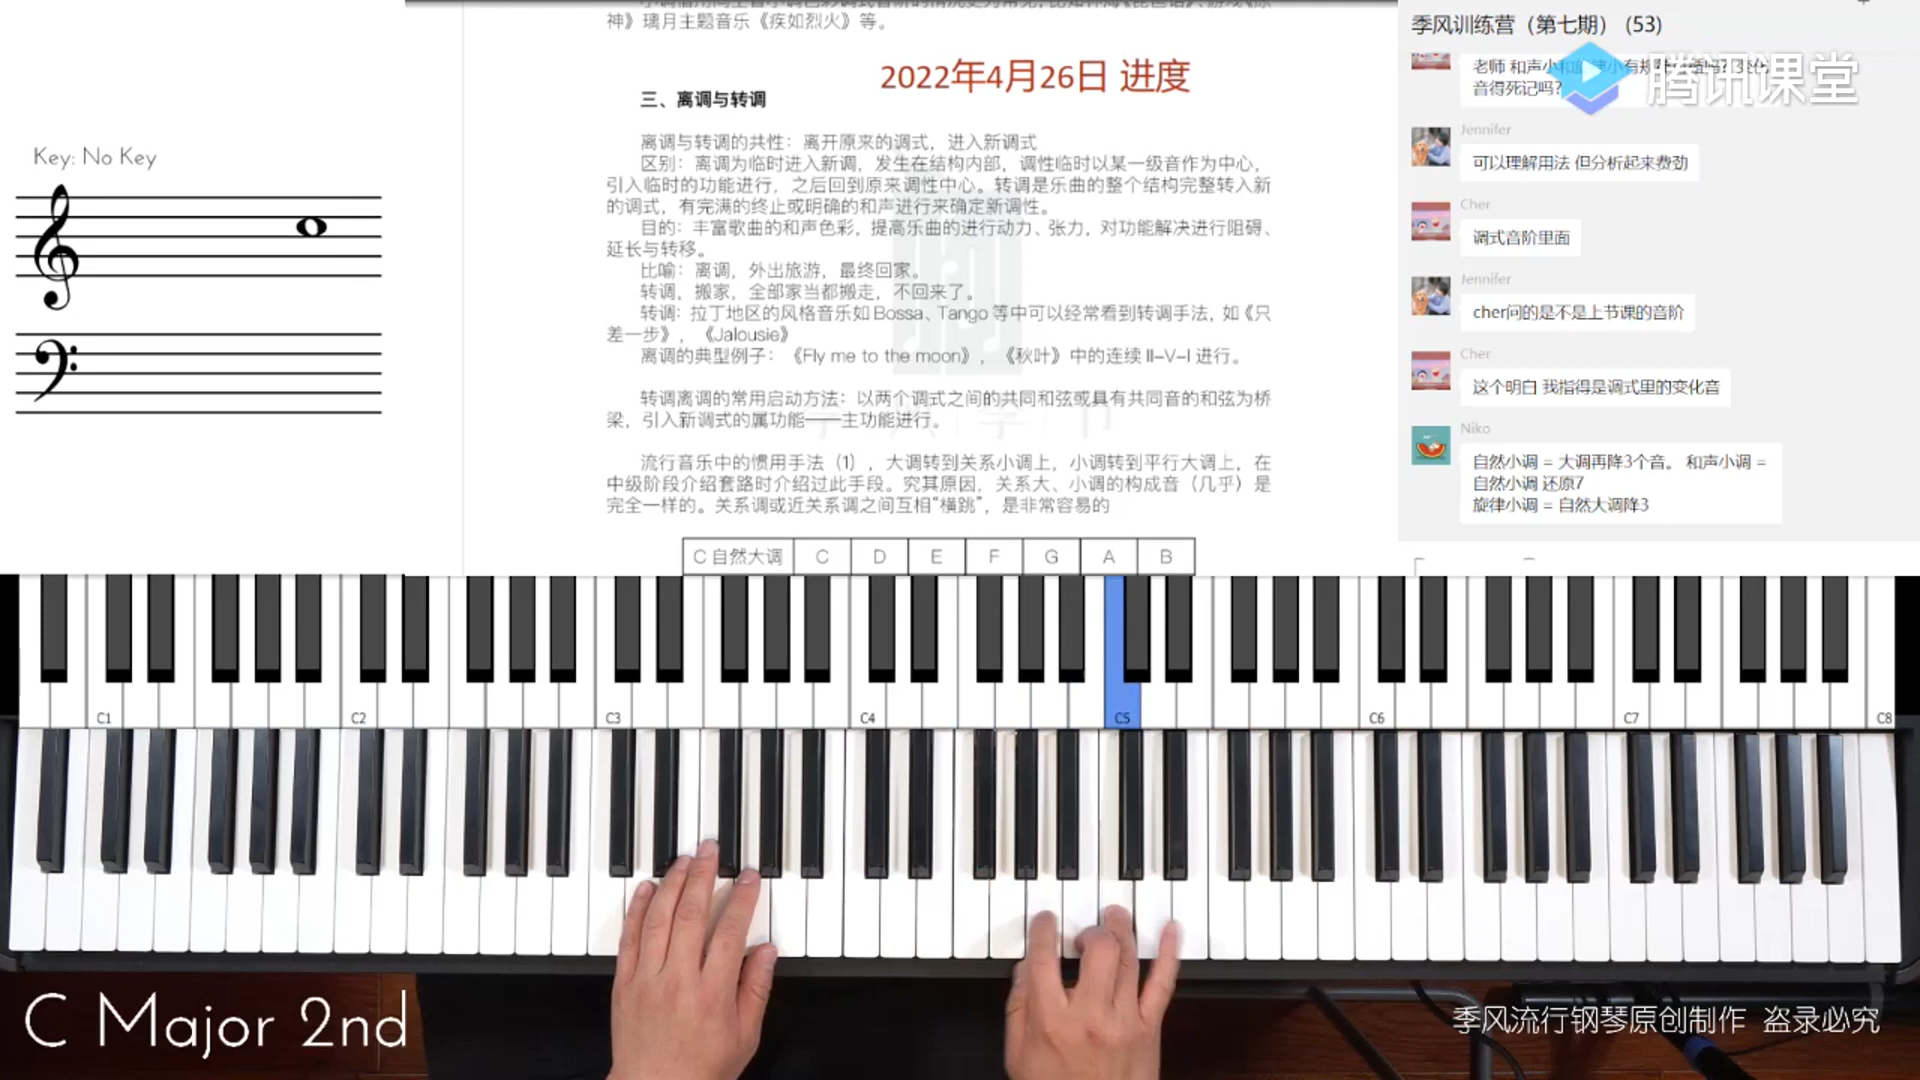 神》璃月主题音乐《疾如烈火》等。
2022年4月26日 进度
三、离调与转调
离调与转调的共性：离开原来的调式，进入新调式
区别：离调为临时进入新调，发生在结构内部，调性临时以某一级音作为中心，
引入临时的功能进行，之后回到原来调性中心。转调是乐曲的整个结构完整转入新
的调式，有完满的终止或明确的和声进行来确定新调性。
目的：丰富歌曲的和声色彩，提高乐曲的进行动力、张力，对功能解决进行阻碍、
延长与转移。
比喻：离调，外出旅游，最终回家。
转调，搬家，全部家当都搬走，不回来了。
转调：拉丁地区的风格音乐如 Bossa、Tango 等中可以经常看到转调手法，如《只
差一步》，《Jalousie》
离调的典型例子：《Fly me to the moon》，《秋叶》中的连续 II-V-I 进行。
转调离调的常用启动方法：以两个调式之间的共同和弦或具有共同音的和弦为桥
梁，引入新调式的属功能——主功能进行。
流行音乐中的惯用手法（1），大调转到关系小调上，小调转到平行大调上，在
中级阶段介绍套路时介绍过此手段。究其原因，关系大、小调的构成音（几乎）是
完全一样的。关系调或近关系调之间互相“横跳”，是非常容易的
C 自然大调 C D E F G A B
Key: No Key
季风训练营（第七期） (53)
腾讯课堂
音得死记吗？
Jennifer
可以理解用法 但分析起来费劲
Cher
调式音阶里面
Jennifer
cher问的是不是上节课的音阶
Cher
这个明白 我指得是调式里的变化音
Niko
自然小调 = 大调再降3个音。 和声小调 =
自然小调 还原7
旋律小调 = 自然大调降3
C1 C2 C3 C4 C5 C6 C7 C8
C Major 2nd
季风流行钢琴原创制作 盗录必究